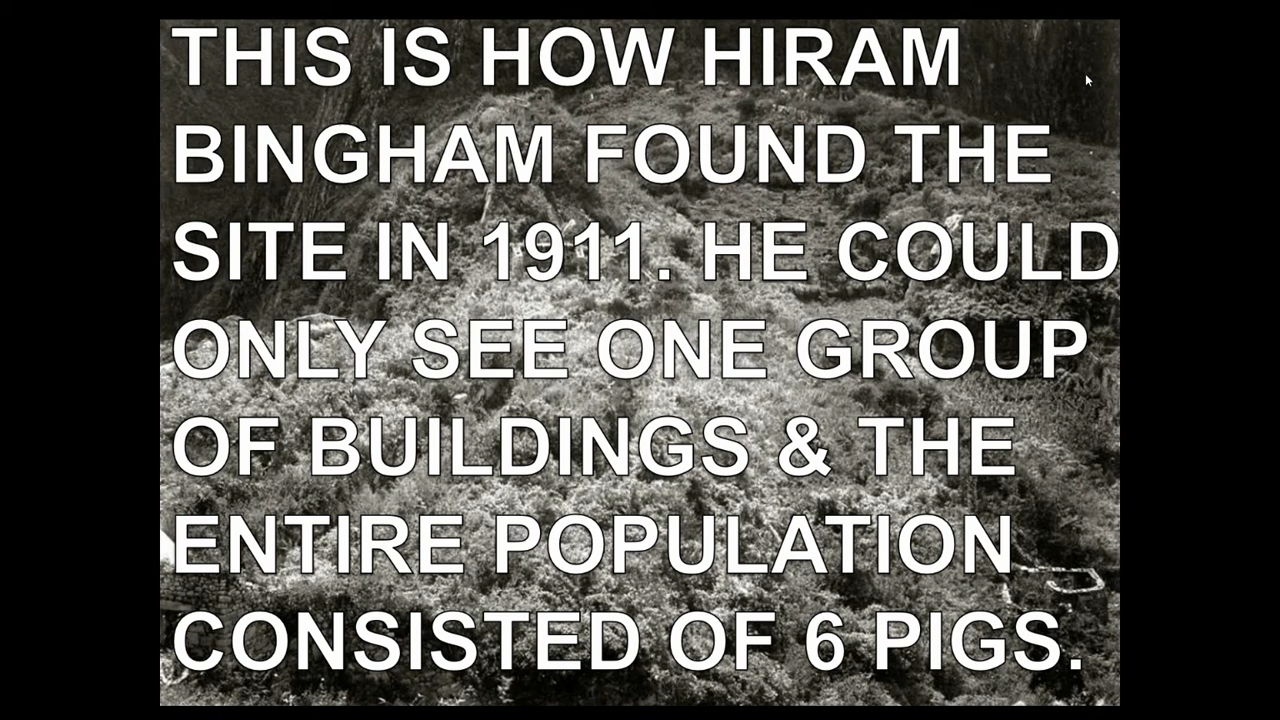 THIS IS HOW HIRAM
BINGHAM FOUND THE
SITE IN 1911. HE COULD
ONLY SEE ONE GROUP
OF BUILDINGS & THE
ENTIRE POPULATION
CONSISTED OF 6 PIGS.